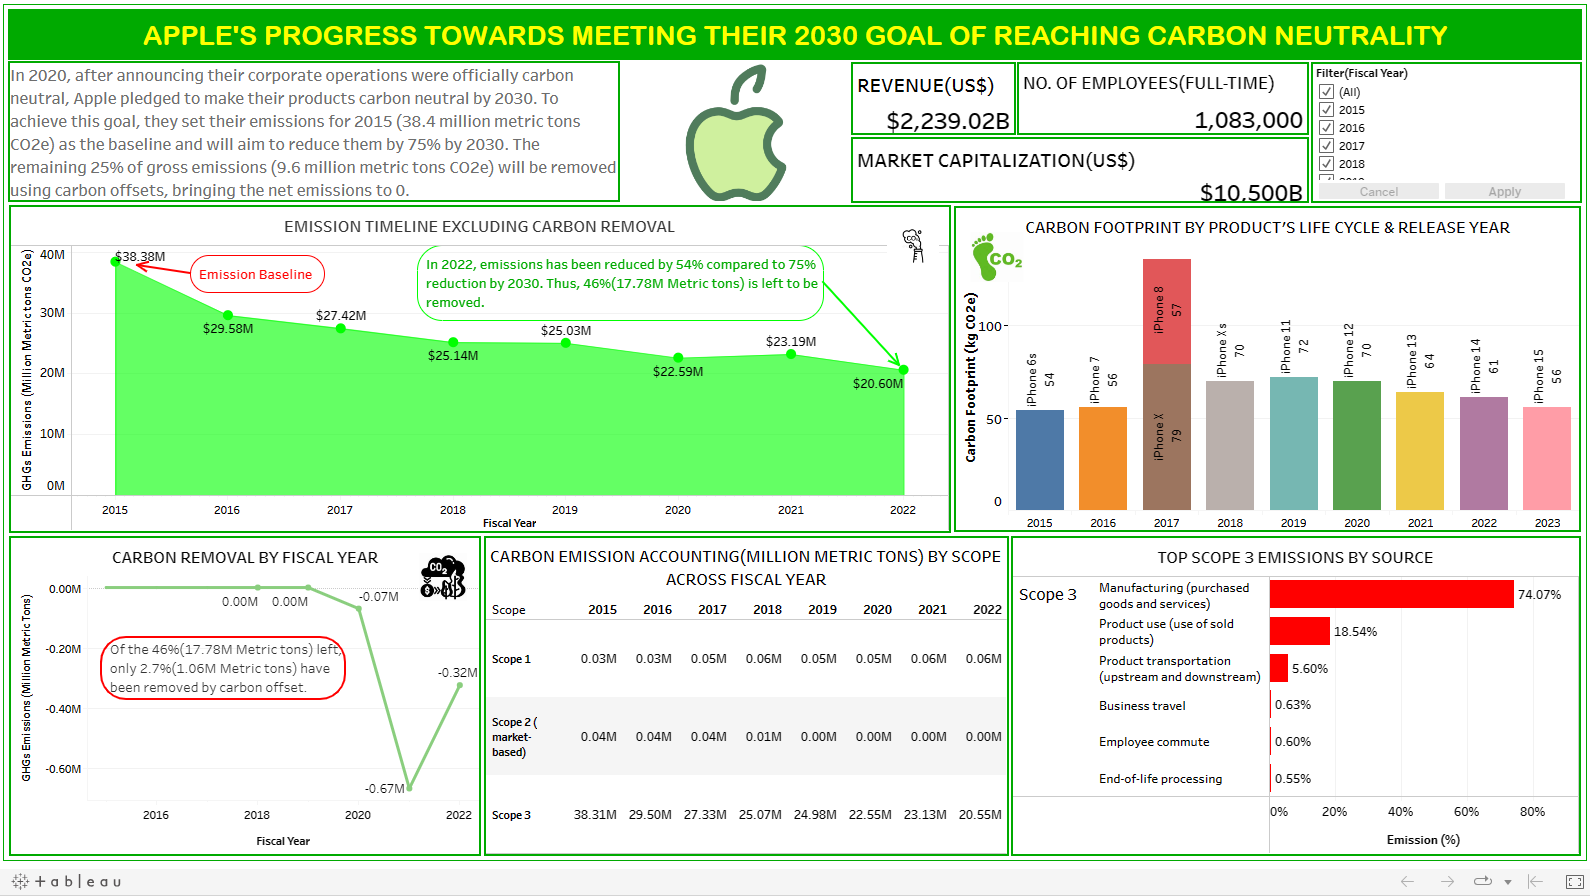 APPLE'S PROGRESS TOWARDS MEETING THEIR 2030 GOAL OF REACHING CARBON NEUTRALITY
In 2020, after announcing their corporate operations were officially carbon
neutral, Apple pledged to make their products carbon neutral by 2030. To
achieve this goal, they set their emissions for 2015 (38.4 million metric tons
CO2e) as the baseline and will aim to reduce them by 75% by 2030. The
remaining 25% of gross emissions (9.6 million metric tons CO2e) will be removed
using carbon offsets, bringing the net emissions to 0.
REVENUE(US$)
$2,239.02B
NO. OF EMPLOYEES(FULL-TIME)
1,083,000
MARKET CAPITALIZATION(US$)
$10,500B
Filter(Fiscal Year)
(All)
2015
2016
2017
2018
Cancel Apply
EMISSION TIMELINE EXCLUDING CARBON REMOVAL
GHGs Emissions (Million Metric tons CO2e)
40M
30M
20M
10M
0M
$38.38M
$29.58M
$27.42M
$25.14M
$25.03M
$22.59M
$23.19M
$20.60M
Emission Baseline
In 2022, emissions has been reduced by 54% compared to 75%
reduction by 2030. Thus, 46%(17.78M Metric tons) is left to be
removed.
CO2
2015 2016 2017 2018 2019 2020 2021 2022
Fiscal Year
CARBON FOOTPRINT BY PRODUCT’S LIFE CYCLE & RELEASE YEAR
CO2
Carbon Footprint (kg CO2e)
100
50
0
iPhone 6s
54
iPhone 7
56
iPhone 8
57
iPhone X
79
iPhone Xs
70
iPhone 11
72
iPhone 12
70
iPhone 13
64
iPhone 14
61
iPhone 15
56
2015 2016 2017 2018 2019 2020 2021 2022 2023
CARBON REMOVAL BY FISCAL YEAR
CO2
GHGs Emissions (Million Metric Tons)
0.00M
-0.20M
-0.40M
-0.60M
0.00M 0.00M
-0.07M
-0.67M
-0.32M
Of the 46%(17.78M Metric tons) left,
only 2.7%(1.06M Metric tons) have
been removed by carbon offset.
2016 2018 2020 2022
Fiscal Year
CARBON EMISSION ACCOUNTING(MILLION METRIC TONS) BY SCOPE
ACROSS FISCAL YEAR
Scope 2015 2016 2017 2018 2019 2020 2021 2022
Scope 1 0.03M 0.03M 0.05M 0.06M 0.05M 0.05M 0.06M 0.06M
Scope 2 (
market-
based)
0.04M 0.04M 0.04M 0.01M 0.00M 0.00M 0.00M 0.00M
Scope 3 38.31M 29.50M 27.33M 25.07M 24.98M 22.55M 23.13M 20.55M
TOP SCOPE 3 EMISSIONS BY SOURCE
Scope 3
Manufacturing (purchased
goods and services)
74.07%
Product use (use of sold
products)
18.54%
Product transportation
(upstream and downstream)
5.60%
Business travel
0.63%
Employee commute
0.60%
End-of-life processing
0.55%
0% 20% 40% 60% 80%
Emission (%)
+ableau